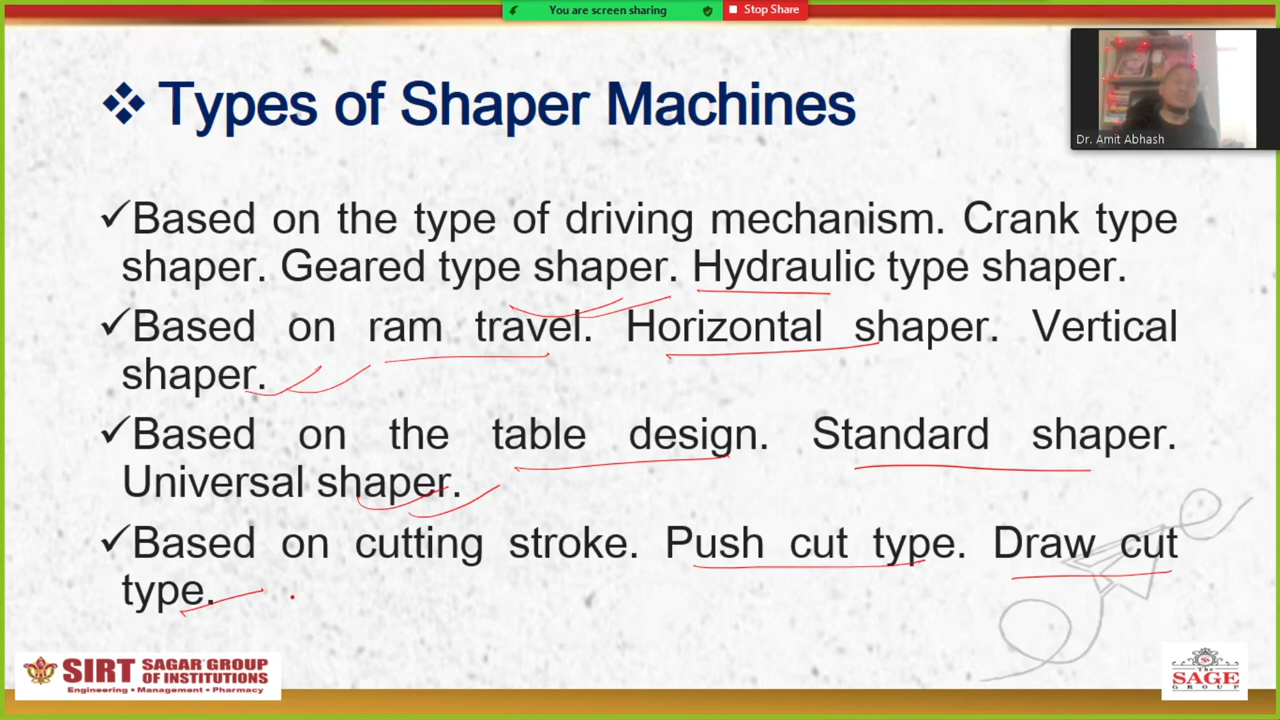 You are screen sharing
Stop Share
❖ Types of Shaper Machines
Dr. Amit Abhash
✓Based on the type of driving mechanism. Crank type
shaper. Geared type shaper. Hydraulic type shaper.
✓Based on ram travel. Horizontal shaper. Vertical
shaper.
✓Based on the table design. Standard shaper.
Universal shaper.
✓Based on cutting stroke. Push cut type. Draw cut
type.
SIRT SAGAR GROUP
OF INSTITUTIONS
Engineering • Management • Pharmacy
The
SAGE
GROUP